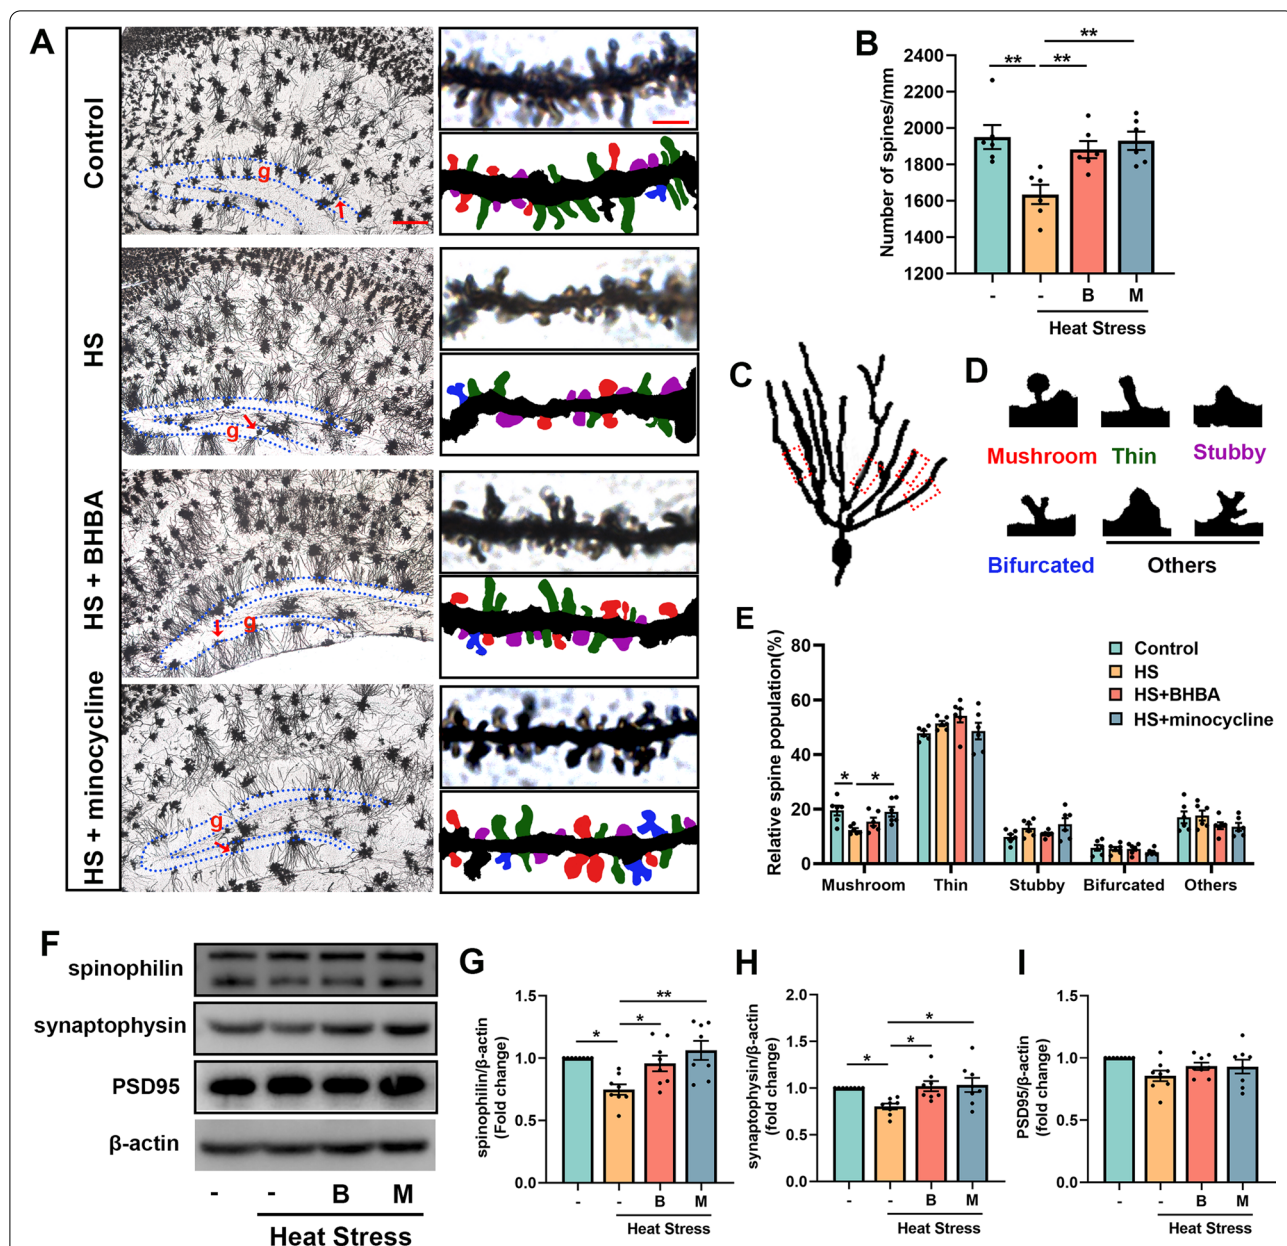 A
Control
HS
HS + BHBA
HS + minocycline
g
g
g
g
B
Number of spines/mm
2400
2200
2000
1800
1600
1400
1200
**
**
**
- - B M
Heat Stress
C
D
Mushroom Thin Stubby
Bifurcated Others
E
Relative spine population(%)
80
60
40
20
0
Control
HS
HS+BHBA
HS+minocycline
* *
Mushroom Thin Stubby Bifurcated Others
F
spinophilin
synaptophysin
PSD95
β-actin
- - B M
Heat Stress
G
spinophilin/β-actin
(Fold change)
1.5
1.0
0.5
0.0
**
*
*
- - B M
Heat Stress
H
synaptophysin/β-actin
(fold change)
2.0
1.5
1.0
0.5
0.0
*
*
*
- - B M
Heat Stress
I
PSD95/β-actin
(fold change)
1.5
1.0
0.5
0.0
- - B M
Heat Stress